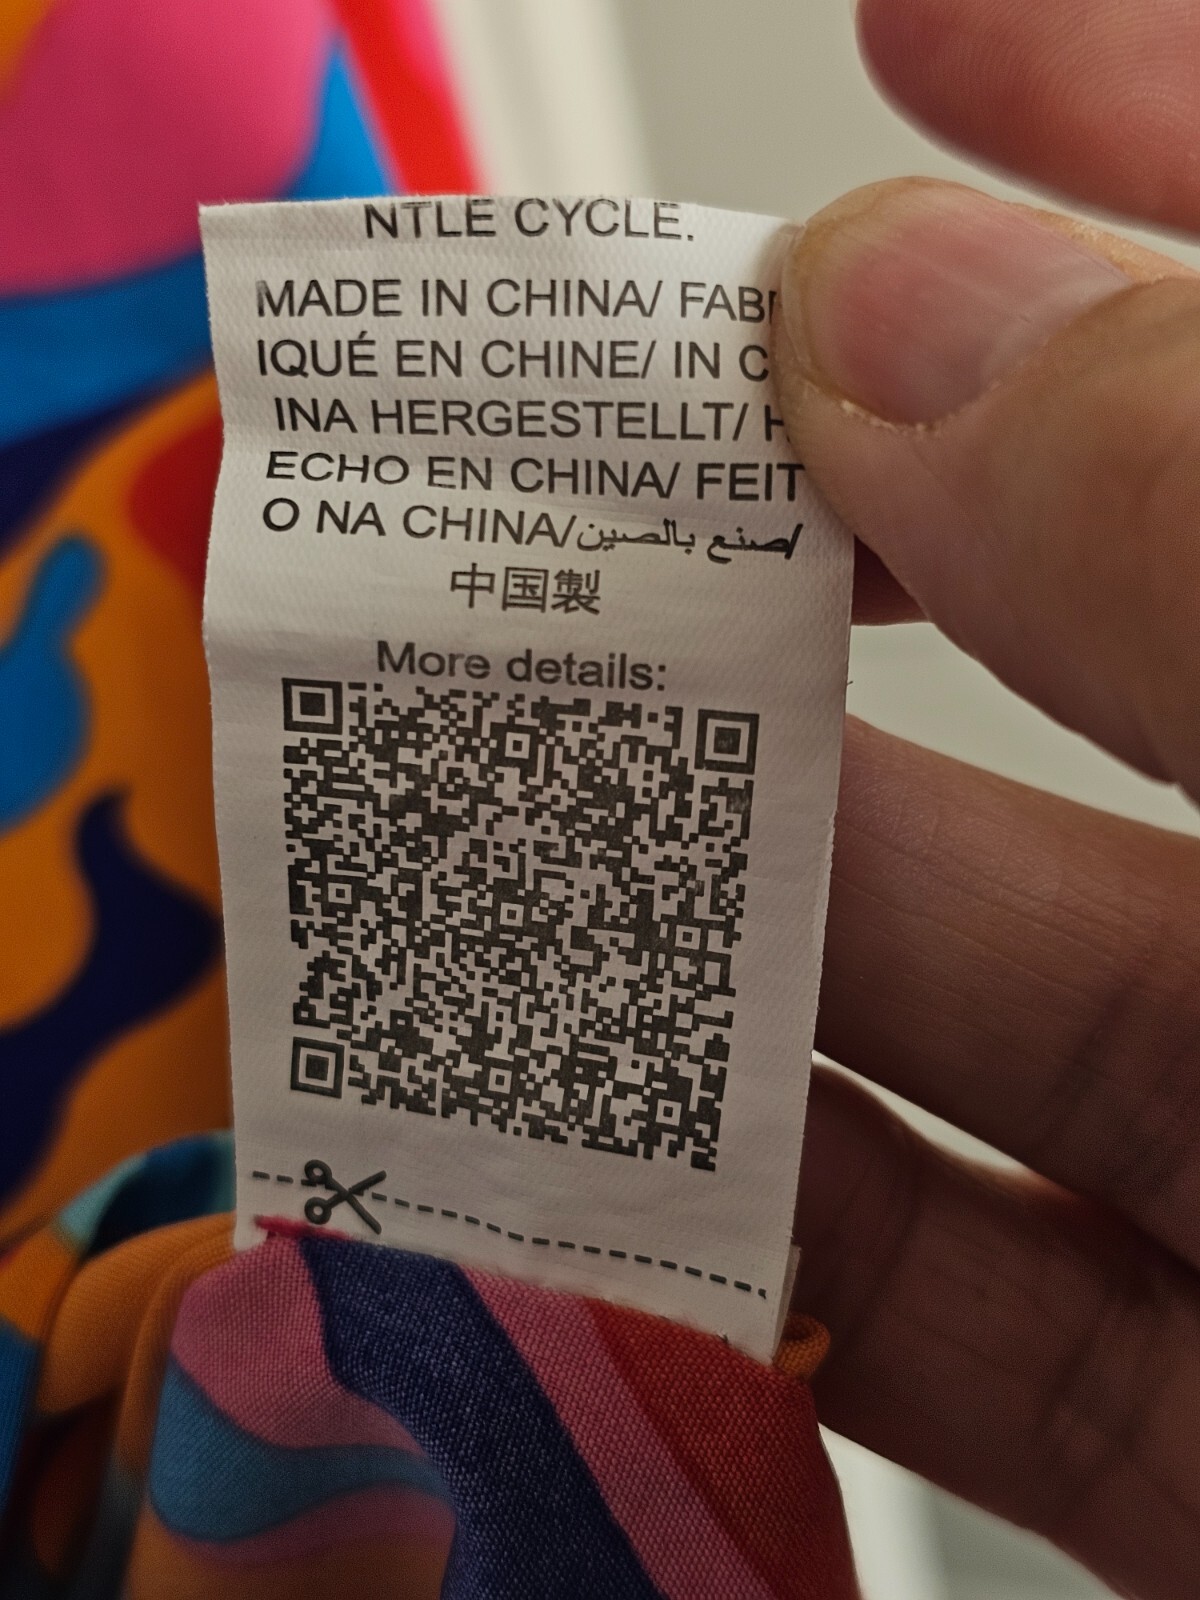 NTLE CYCLE.
MADE IN CHINA/ FAB
IQUÉ EN CHINE/ IN C
INA HERGESTELLT/ H
ECHO EN CHINA/ FEIT
O NA CHINA/صنع بالصين/
中国製
More details: